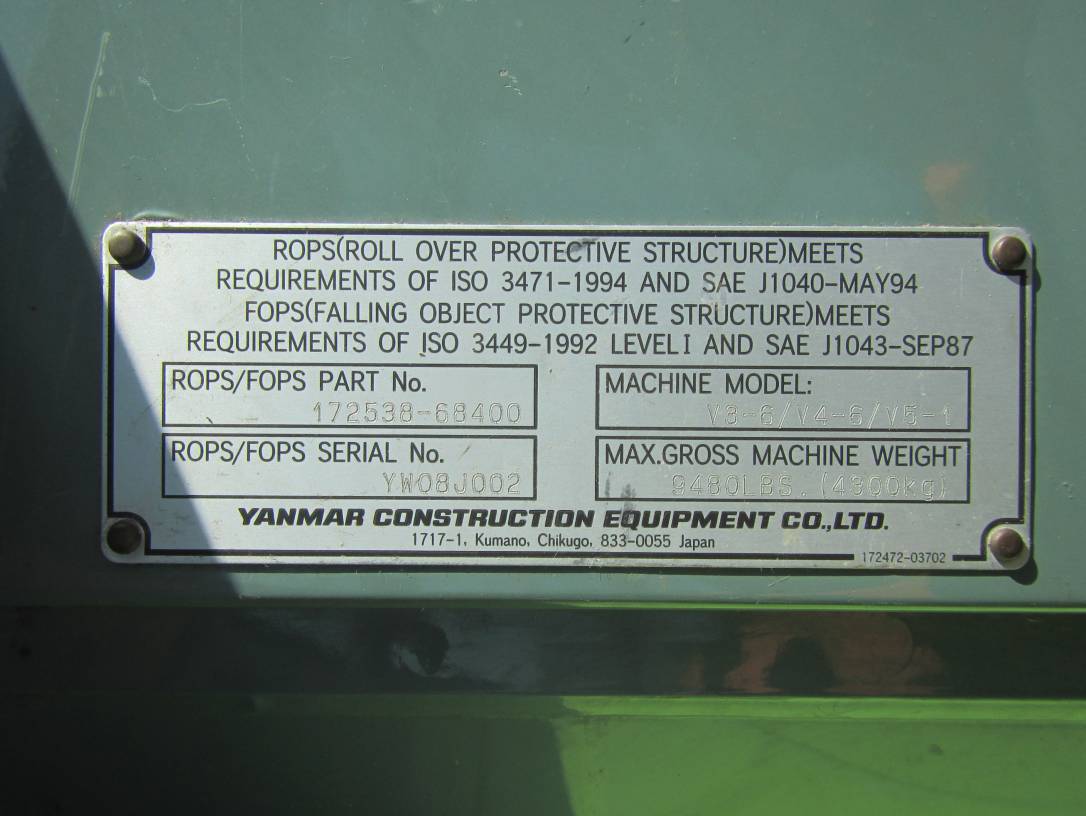 ROPS(ROLL OVER PROTECTIVE STRUCTURE)MEETS
REQUIREMENTS OF ISO 3471-1994 AND SAE J1040-MAY94
FOPS(FALLING OBJECT PROTECTIVE STRUCTURE)MEETS
REQUIREMENTS OF ISO 3449-1992 LEVEL I AND SAE J1043-SEP87
ROPS/FOPS PART No.
172538-68400
MACHINE MODEL:
V3-6/V4-6/V5-1
ROPS/FOPS SERIAL No.
YW08J002
MAX.GROSS MACHINE WEIGHT
9480LBS.(4300kg)
YANMAR CONSTRUCTION EQUIPMENT CO.,LTD.
1717-1, Kumano, Chikugo, 833-0055 Japan
172472-03702